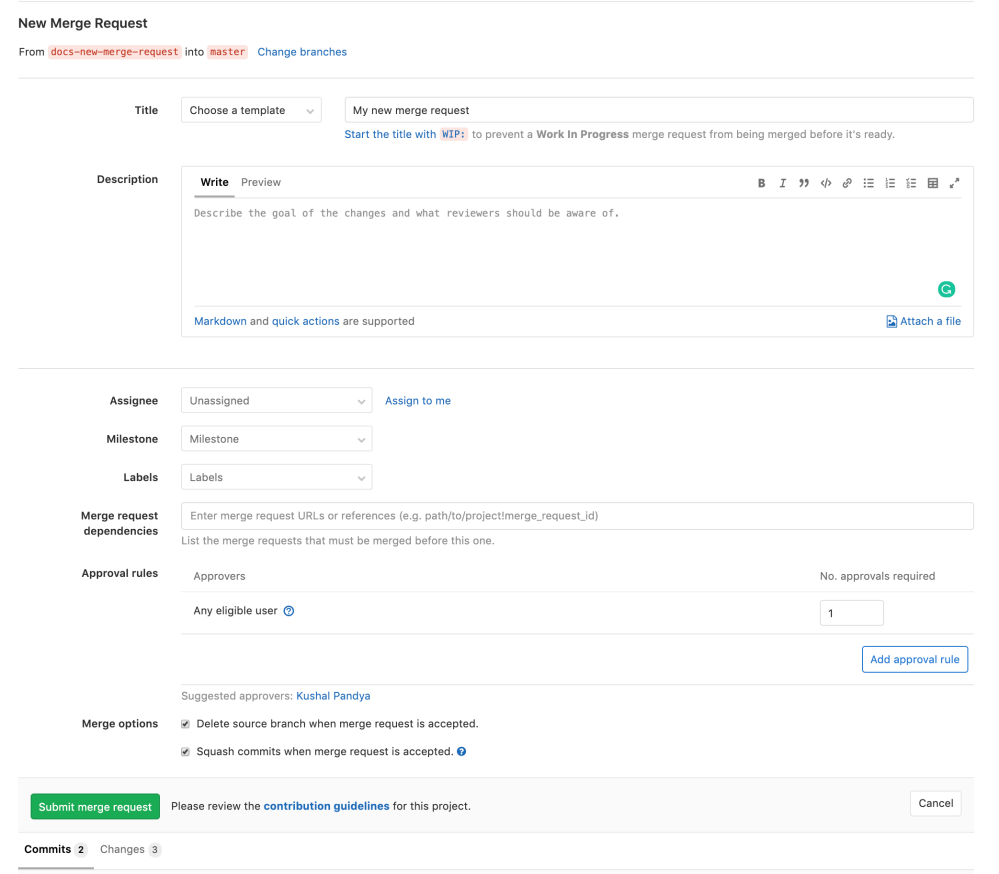 New Merge Request
From docs-new-merge-request into master Change branches
Title
Choose a template
My new merge request
Start the title with WIP: to prevent a Work In Progress merge request from being merged before it's ready.
Description
Write Preview
Describe the goal of the changes and what reviewers should be aware of.
Markdown and quick actions are supported
Attach a file
Assignee
Unassigned
Assign to me
Milestone
Milestone
Labels
Labels
Merge request
dependencies
Enter merge request URLs or references (e.g. path/to/project!merge_request_id)
List the merge requests that must be merged before this one.
Approval rules
Approvers
No. approvals required
Any eligible user
1
Add approval rule
Suggested approvers: Kushal Pandya
Merge options
Delete source branch when merge request is accepted.
Squash commits when merge request is accepted.
Submit merge request
Please review the contribution guidelines for this project.
Cancel
Commits 2 Changes 3